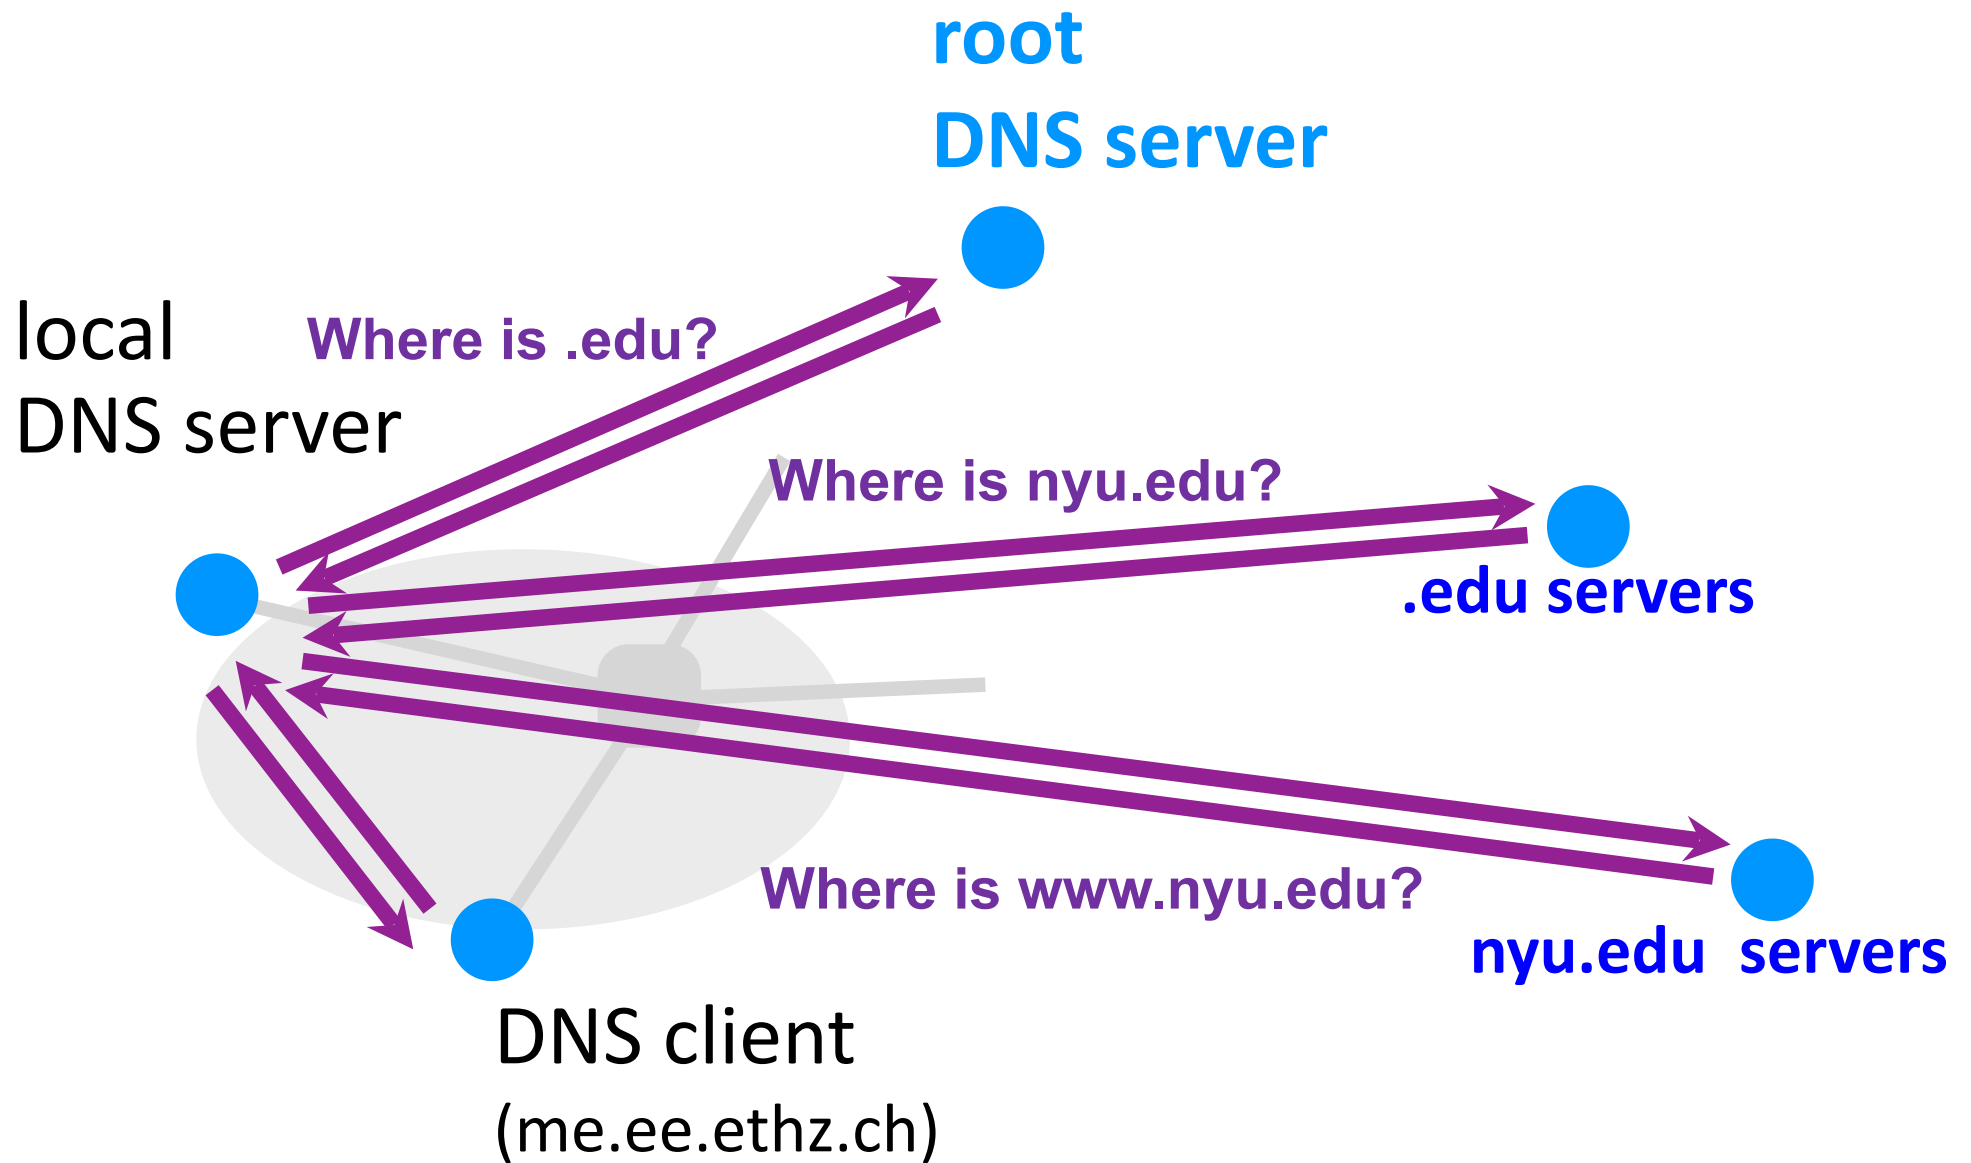 root
DNS server
local
DNS server
Where is .edu?
Where is nyu.edu?
.edu servers
Where is www.nyu.edu?
nyu.edu  servers
DNS client
(me.ee.ethz.ch)